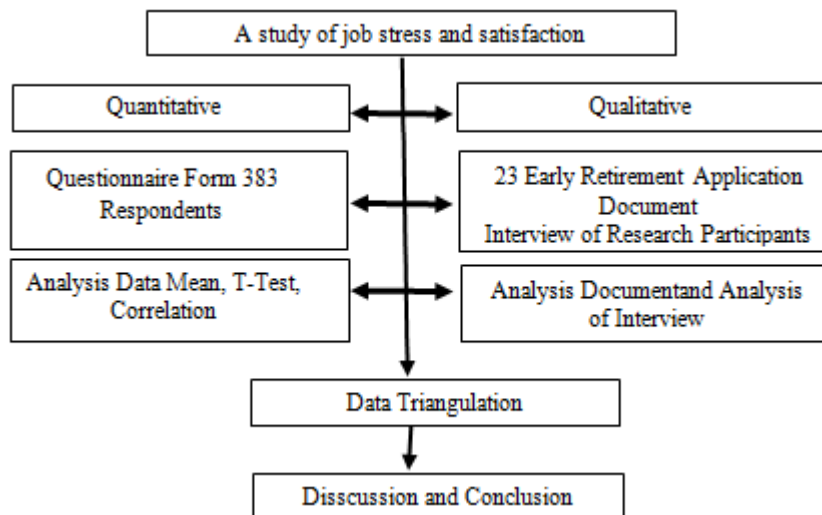 A study of job stress and satisfaction
Quantitative
Qualitative
Questionnaire Form 383
Respondents
23 Early Retirement Application
Document
Interview of Research Participants
Analysis Data Mean, T-Test,
Correlation
Analysis Documentand Analysis
of Interview
Data Triangulation
Disscussion and Conclusion